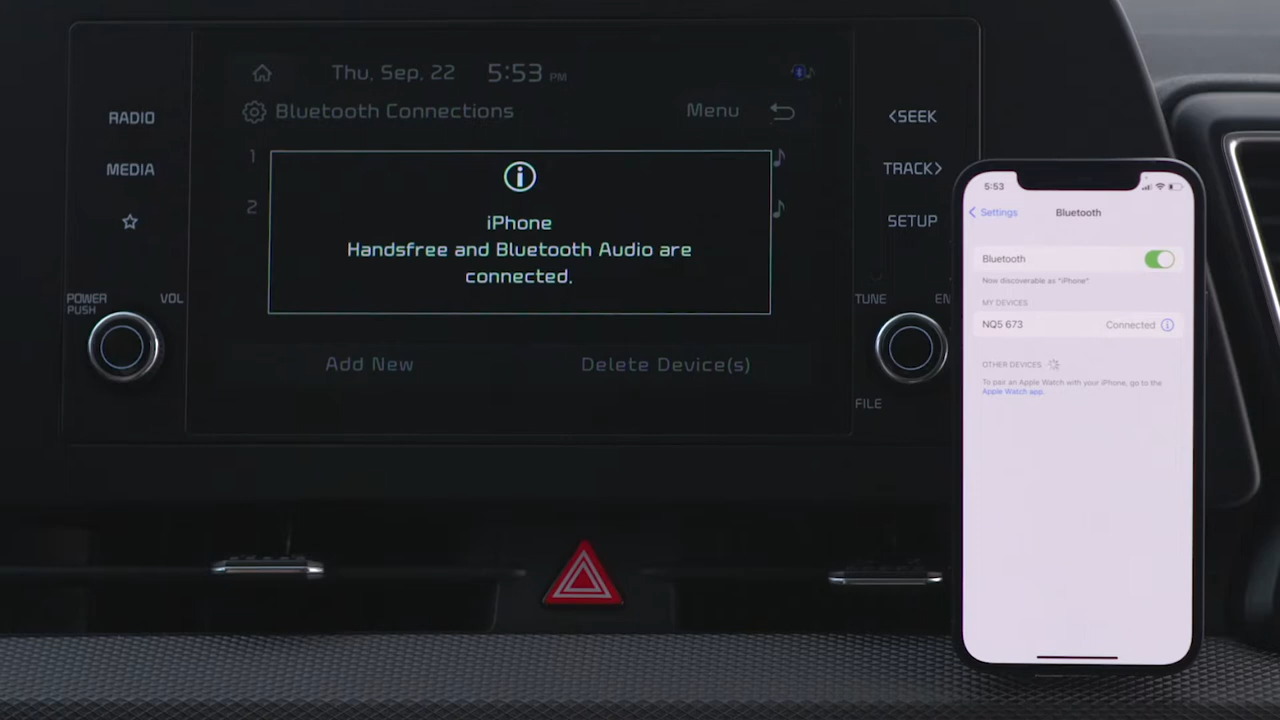 Thu, Sep, 22 5:53 PM
Bluetooth Connections Menu
RADIO
MEDIA
POWER
PUSH
VOL
1
2
iPhone
Handsfree and Bluetooth Audio are
connected.
Add New Delete Device(s)
<SEEK
TRACK>
SETUP
TUNE
FILE
5:53
Settings Bluetooth
Bluetooth
Now discoverable as "iPhone"
MY DEVICES
NQ5 673 Connected
OTHER DEVICES
To pair an Apple Watch with your iPhone, go to the
Apple Watch app.